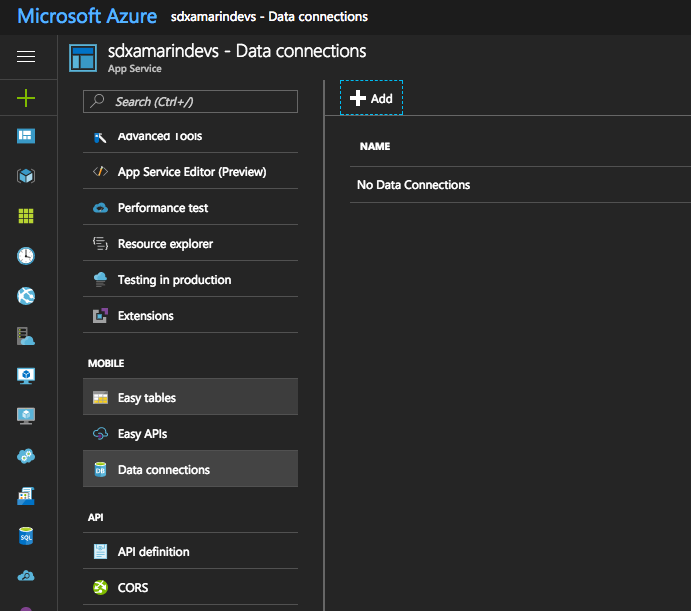 Microsoft Azure sdxamarindevs - Data connections
sdxamarindevs - Data connections
App Service
Search (Ctrl+/)
Advanced Tools
App Service Editor (Preview)
Performance test
Resource explorer
Testing in production
Extensions
MOBILE
Easy tables
Easy APIs
DB Data connections
API
API definition
CORS
SQL
Add
NAME
No Data Connections